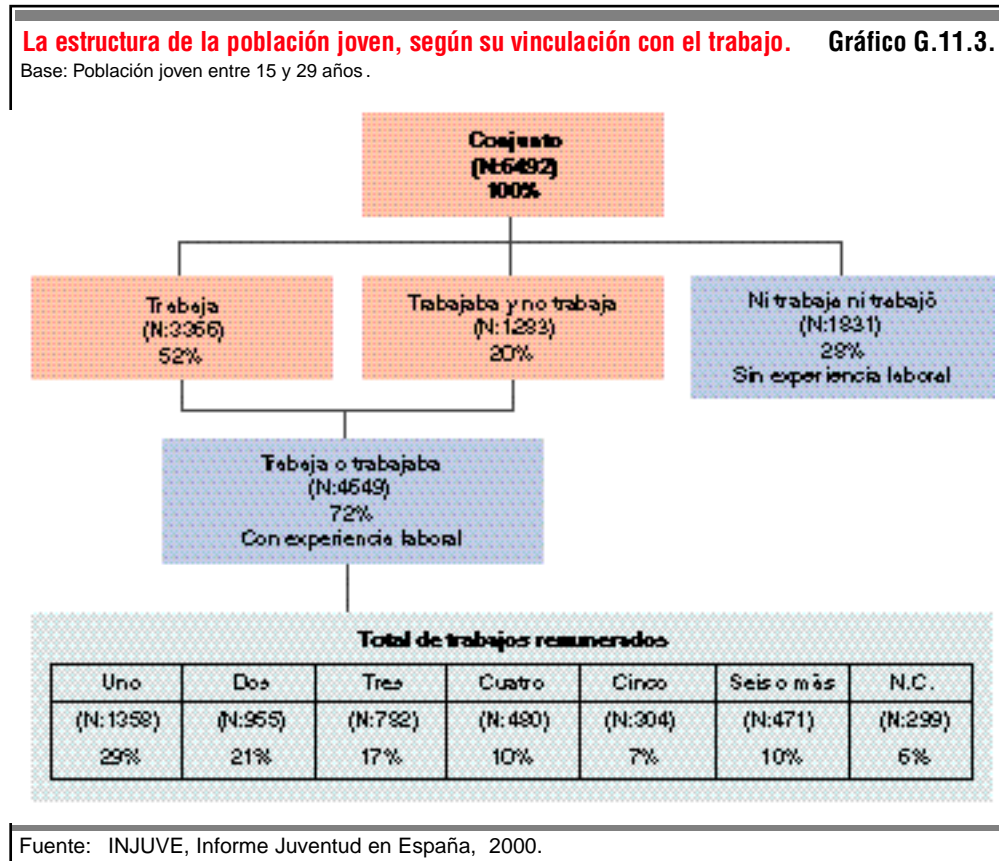 La estructura de la población joven, según su vinculación con el trabajo. Gráfico G.11.3.
Base: Población joven entre 15 y 29 años.
Conjunto
(N:6492)
100%
Trabaja
(N:3366)
52%
Trabajaba y no trabaja
(N:1283)
20%
Ni trabaja ni trabajó
(N:1831)
28%
Sin experiencia laboral
Trabaja o trabajaba
(N:4649)
72%
Con experiencia laboral
Total de trabajos remunerados
Uno Dos Tres Cuatro Cinco Seis o más N.C.
(N:1358) (N:955) (N:782) (N:480) (N:304) (N:471) (N:299)
29% 21% 17% 10% 7% 10% 6%
Fuente: INJUVE, Informe Juventud en España, 2000.